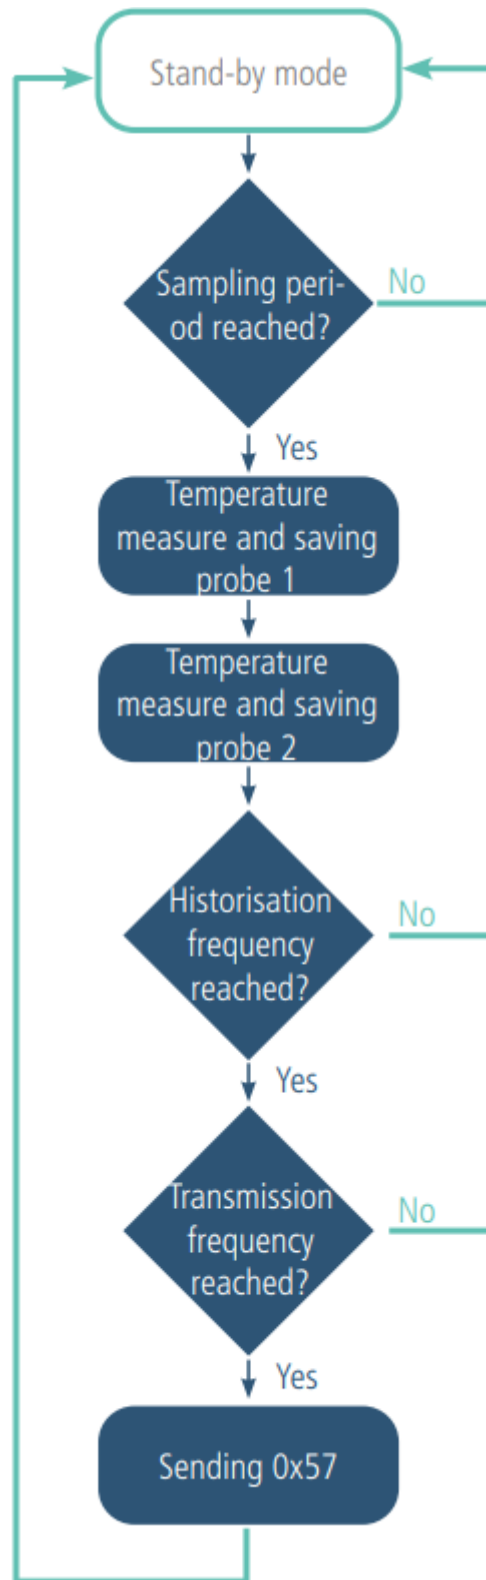 Stand-by mode
Sampling peri-
od reached?
No
Yes
Temperature
measure and saving
probe 1
Temperature
measure and saving
probe 2
Historisation
frequency
reached?
No
Yes
Transmission
frequency
reached?
No
Yes
Sending 0x57